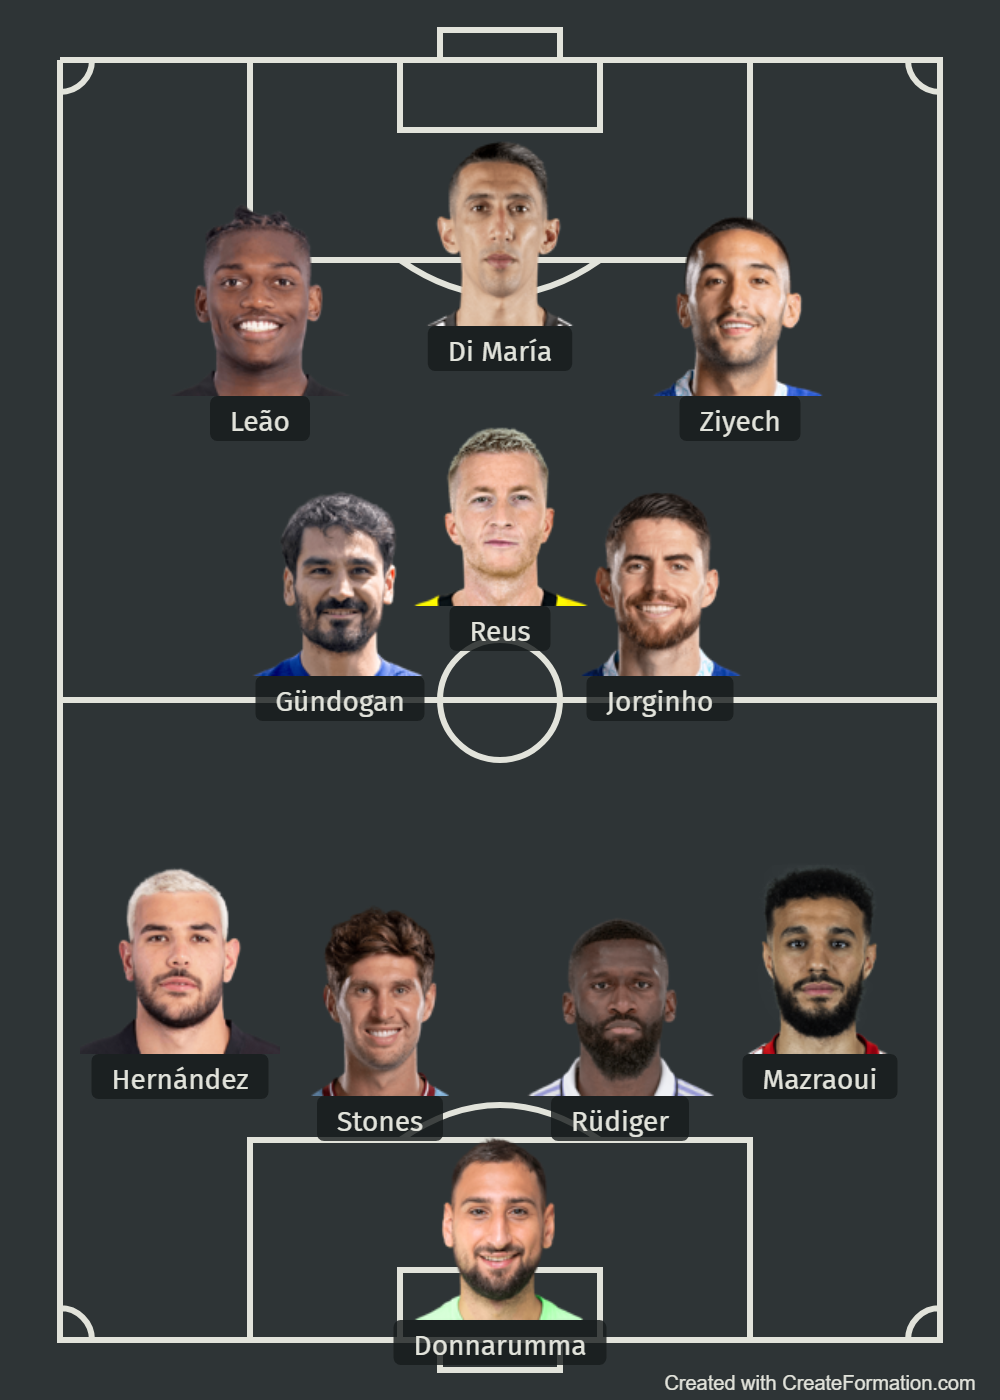 Di María
Leão
Ziyech
Reus
Gündogan
Jorginho
Hernández
Mazraoui
Stones
Rüdiger
Donnarumma
Created with CreateFormation.com